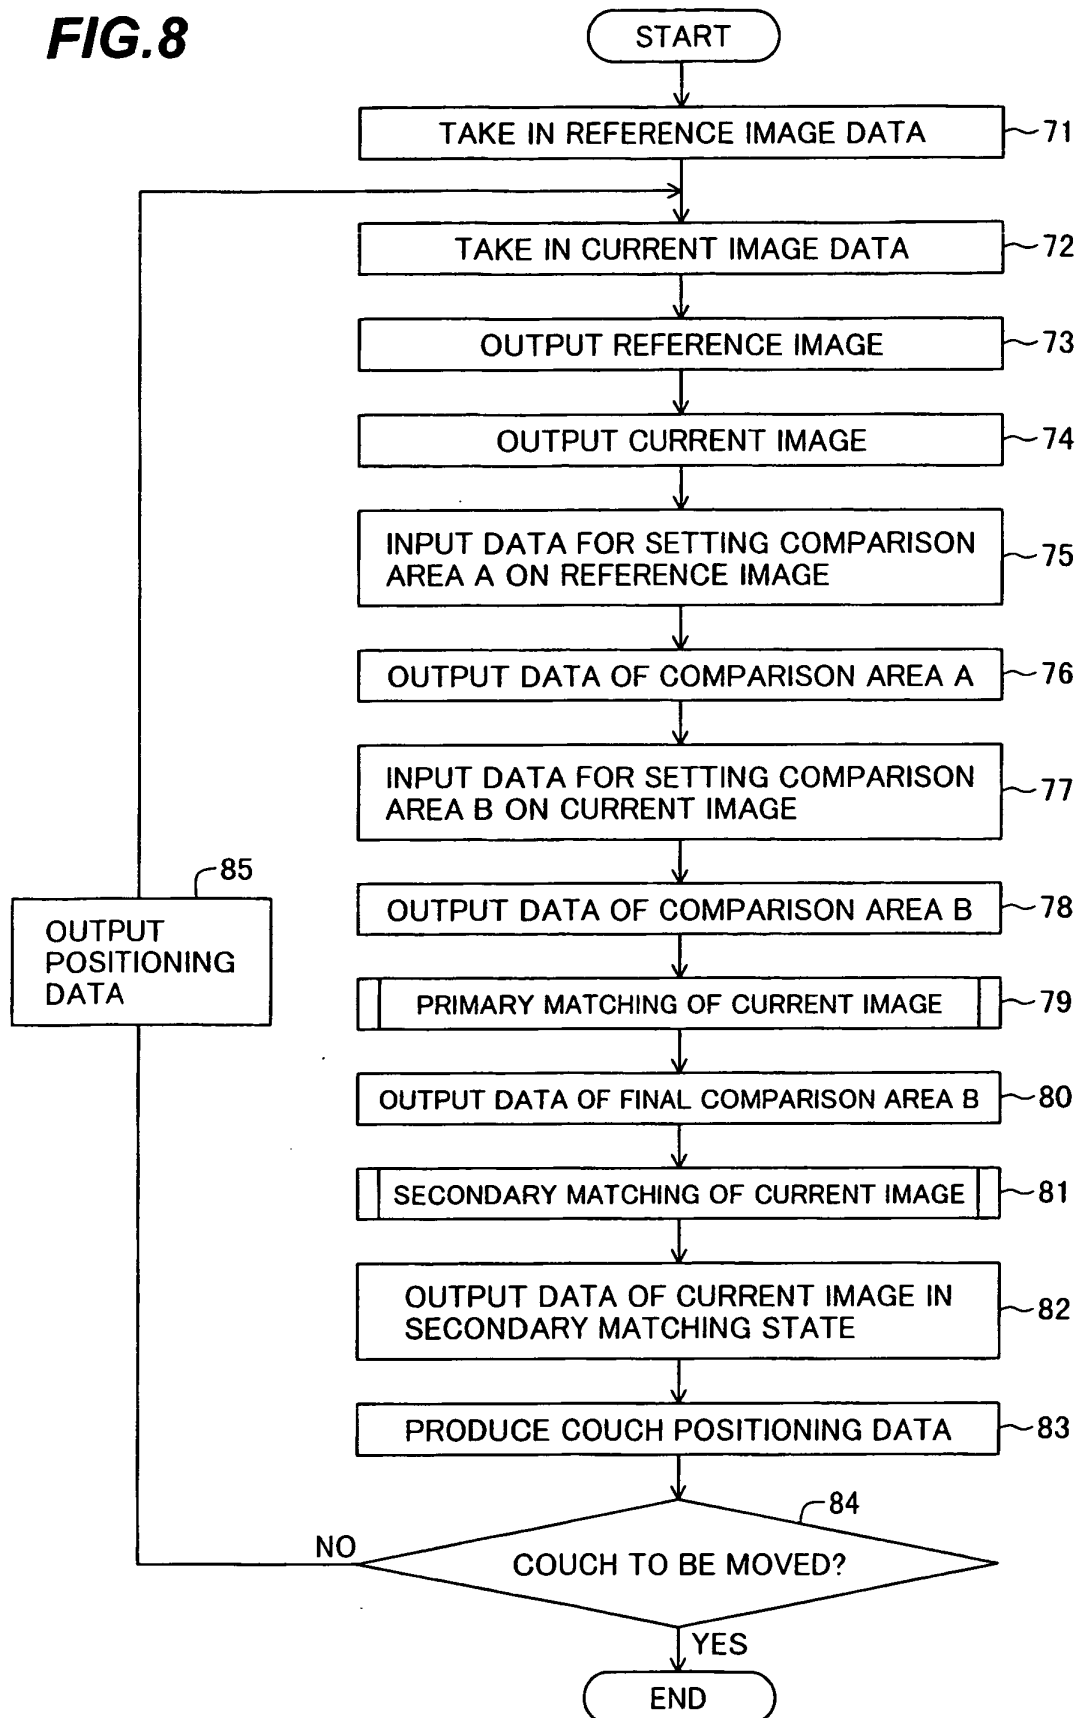 FIG.8
START
TAKE IN REFERENCE IMAGE DATA
71
TAKE IN CURRENT IMAGE DATA
72
OUTPUT REFERENCE IMAGE
73
OUTPUT CURRENT IMAGE
74
INPUT DATA FOR SETTING COMPARISON
AREA A ON REFERENCE IMAGE
75
OUTPUT DATA OF COMPARISON AREA A
76
INPUT DATA FOR SETTING COMPARISON
AREA B ON CURRENT IMAGE
77
85
OUTPUT
POSITIONING
DATA
OUTPUT DATA OF COMPARISON AREA B
78
PRIMARY MATCHING OF CURRENT IMAGE
79
OUTPUT DATA OF FINAL COMPARISON AREA B
80
SECONDARY MATCHING OF CURRENT IMAGE
81
OUTPUT DATA OF CURRENT IMAGE IN
SECONDARY MATCHING STATE
82
PRODUCE COUCH POSITIONING DATA
83
84
NO
COUCH TO BE MOVED?
YES
END